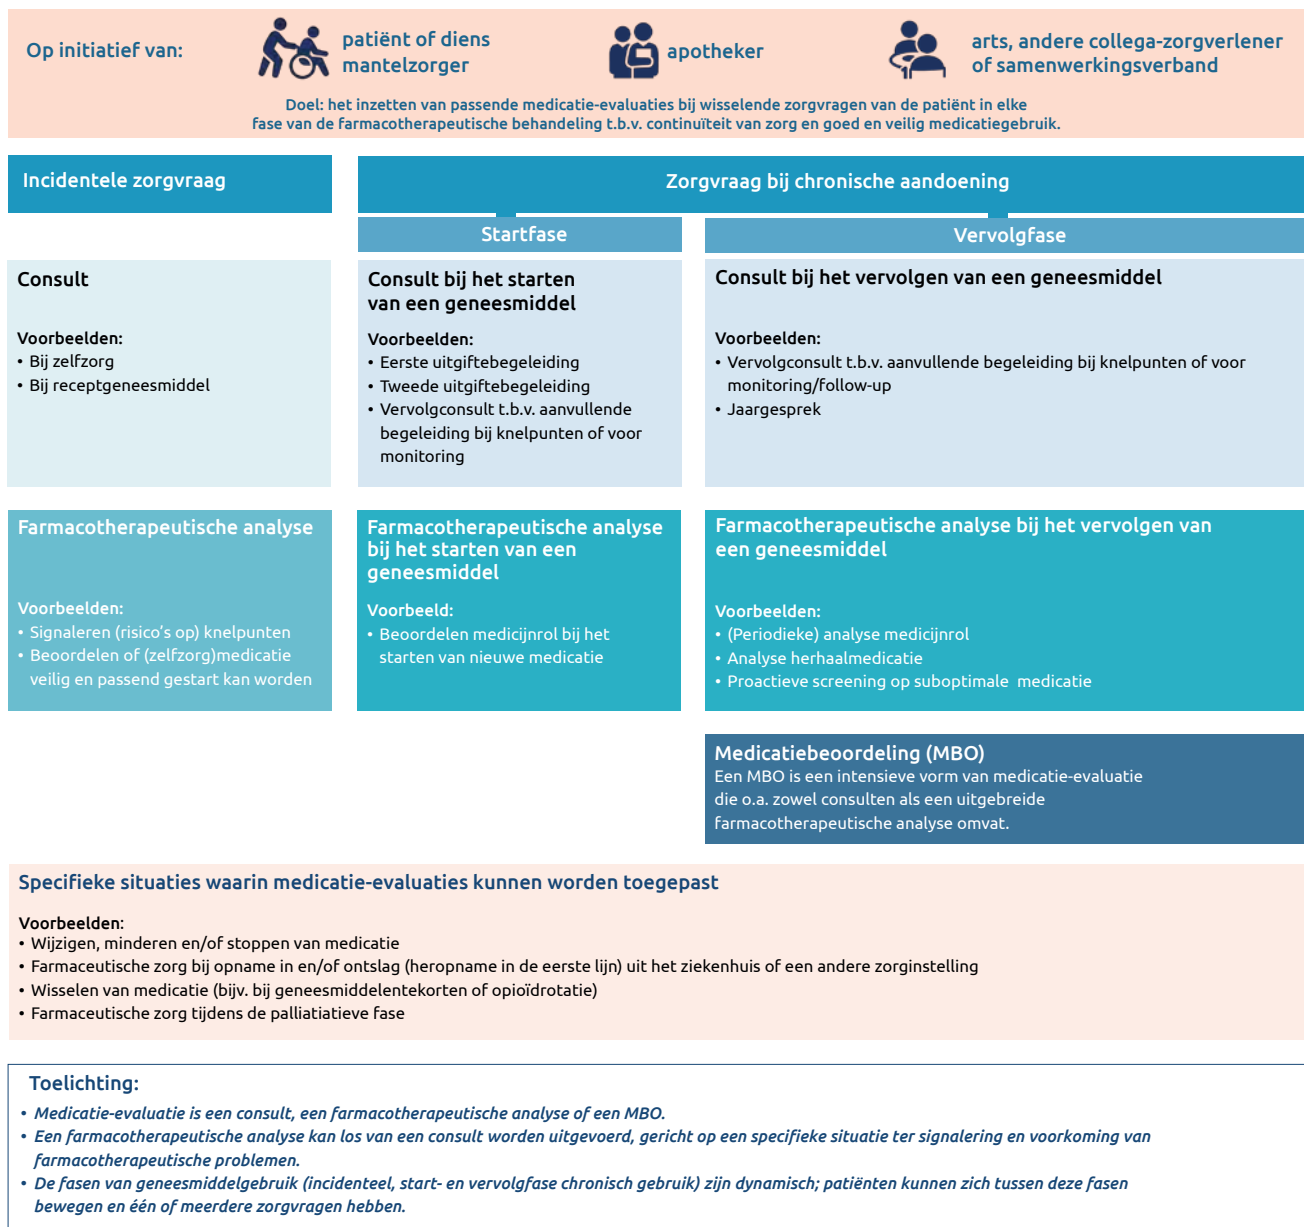 Op initiatief van:
patiënt of diens
mantelzorger
apotheker
arts, andere collega-zorgverlener
of samenwerkingsverband
Doel: het inzetten van passende medicatie-evaluaties bij wisselende zorgvragen van de patiënt in elke
fase van de farmacotherapeutische behandeling t.b.v. continuïteit van zorg en goed en veilig medicatiegebruik.
Incidentele zorgvraag
Zorgvraag bij chronische aandoening
Startfase
Vervolgfase
Consult
Voorbeelden:
• Bij zelfzorg
• Bij receptgeneesmiddel
Consult bij het starten
van een geneesmiddel
Voorbeelden:
• Eerste uitgiftebegeleiding
• Tweede uitgiftebegeleiding
• Vervolgconsult t.b.v. aanvullende
begeleiding bij knelpunten of voor
monitoring
Consult bij het vervolgen van een geneesmiddel
Voorbeelden:
• Vervolgconsult t.b.v. aanvullende begeleiding bij knelpunten of voor
monitoring/follow-up
• Jaargesprek
Farmacotherapeutische analyse
Voorbeelden:
• Signaleren (risico’s op) knelpunten
• Beoordelen of (zelfzorg)medicatie
veilig en passend gestart kan worden
Farmacotherapeutische analyse
bij het starten van een
geneesmiddel
Voorbeeld:
• Beoordelen medicijnrol bij het
starten van nieuwe medicatie
Farmacotherapeutische analyse bij het vervolgen van
een geneesmiddel
Voorbeelden:
• (Periodieke) analyse medicijnrol
• Analyse herhaalmedicatie
• Proactieve screening op suboptimale medicatie
Medicatiebeoordeling (MBO)
Een MBO is een intensieve vorm van medicatie-evaluatie
die o.a. zowel consulten als een uitgebreide
farmacotherapeutische analyse omvat.
Specifieke situaties waarin medicatie-evaluaties kunnen worden toegepast
Voorbeelden:
• Wijzigen, minderen en/of stoppen van medicatie
• Farmaceutische zorg bij opname in en/of ontslag (heropname in de eerste lijn) uit het ziekenhuis of een andere zorginstelling
• Wisselen van medicatie (bijv. bij geneesmiddelentekorten of opioïdrotatie)
• Farmaceutische zorg tijdens de palliatiatieve fase
Toelichting:
• Medicatie-evaluatie is een consult, een farmacotherapeutische analyse of een MBO.
• Een farmacotherapeutische analyse kan los van een consult worden uitgevoerd, gericht op een specifieke situatie ter signalering en voorkoming van
farmacotherapeutische problemen.
• De fasen van geneesmiddelgebruik (incidenteel, start- en vervolgfase chronisch gebruik) zijn dynamisch; patiënten kunnen zich tussen deze fasen
bewegen en één of meerdere zorgvragen hebben.